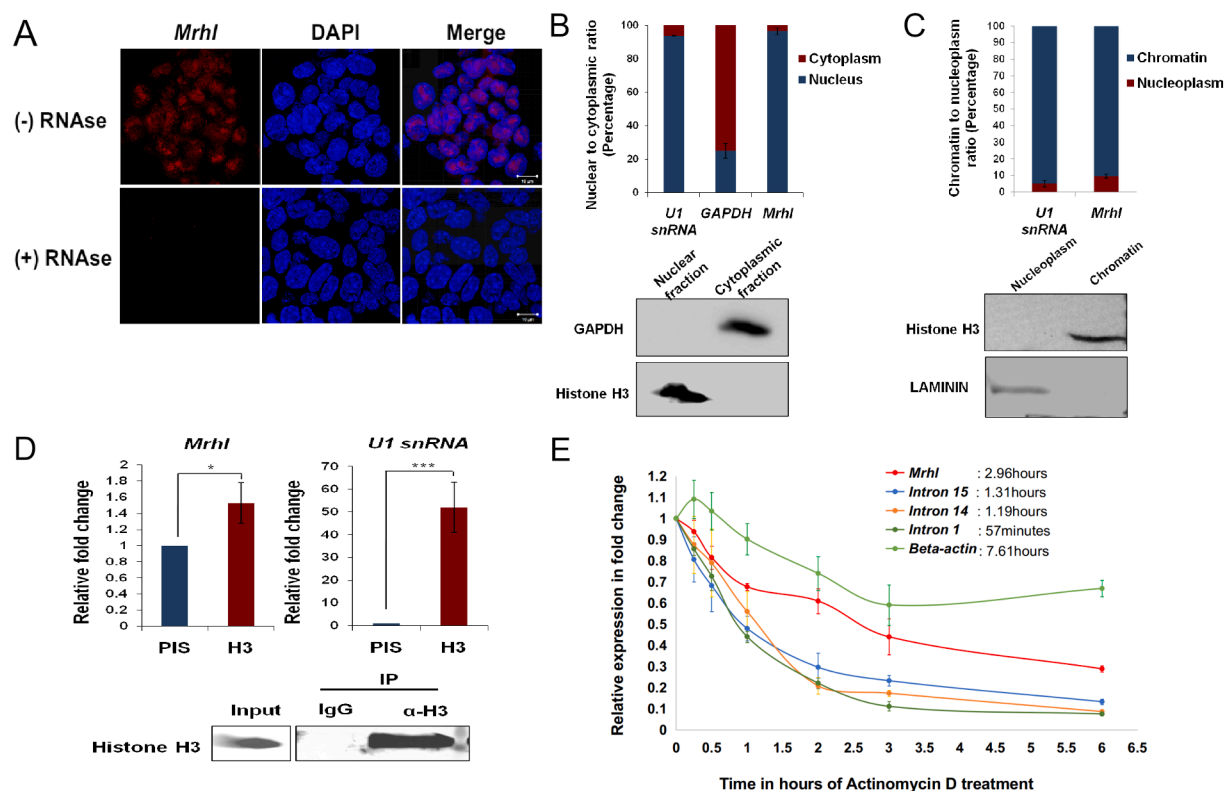 A
Mrhl DAPI Merge
(-) RNAse
(+) RNAse
10 µm
10 µm
B
Nuclear to cytoplasmic ratio
(Percentage)
100
80
60
40
20
0
Cytoplasm
Nucleus
U1 GAPDH Mrhl
snRNA
Nuclear
fraction
Cytoplasmic
fraction
GAPDH
Histone H3
C
Chromatin to nucleoplasm
ratio (Percentage)
100
90
80
70
60
50
40
30
20
10
0
Chromatin
Nucleoplasm
U1 Mrhl
snRNA
Nucleoplasm
Chromatin
Histone H3
LAMININ
D
Mrhl
Relative fold change
2
1.8
1.6
1.4
1.2
1
0.8
0.6
0.4
0.2
0
*
PIS H3
U1 snRNA
Relative fold change
70
60
50
40
30
20
10
0
***
PIS H3
IP
Input IgG α-H3
Histone H3
E
Relative expression in fold change
1.2
1.1
1
0.9
0.8
0.7
0.6
0.5
0.4
0.3
0.2
0.1
0
Mrhl : 2.96hours
Intron 15 : 1.31hours
Intron 14 : 1.19hours
Intron 1 : 57minutes
Beta-actin : 7.61hours
0 0.5 1 1.5 2 2.5 3 3.5 4 4.5 5 5.5 6 6.5
Time in hours of Actinomycin D treatment